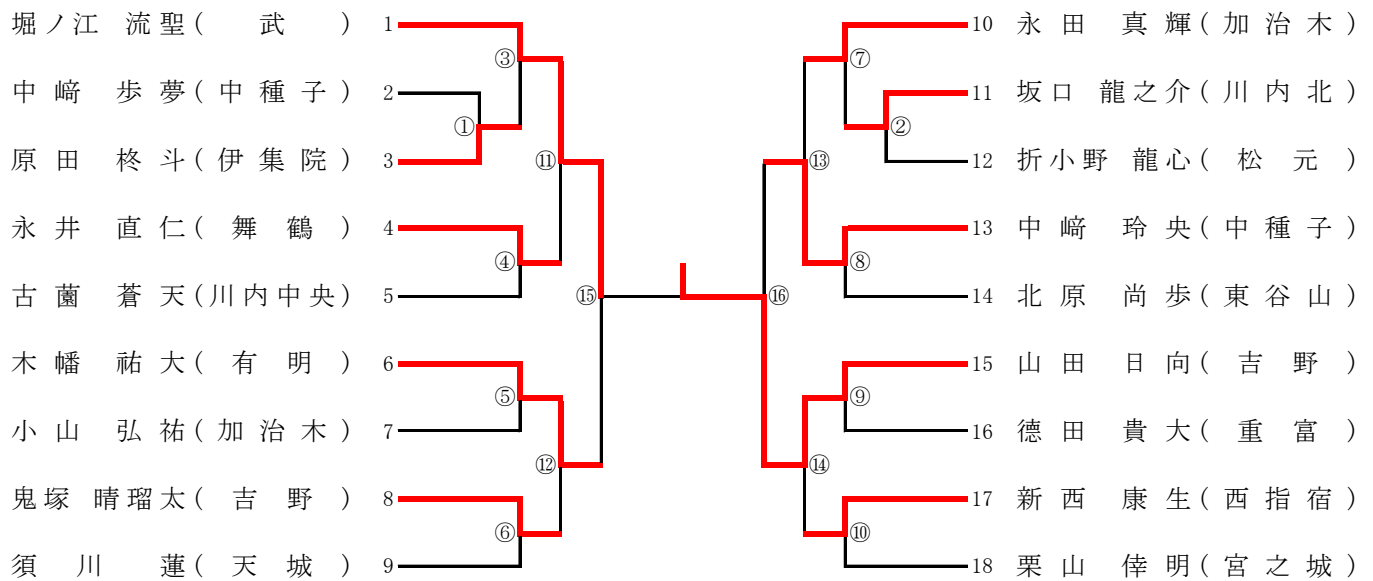 堀ノ江 流聖( 武 ) 1
中﨑 歩夢(中種子) 2
原田 柊斗(伊集院) 3
永井 直仁( 舞鶴 ) 4
古薗 蒼天(川内中央) 5
木幡 祐大( 有明 ) 6
小山 弘祐(加治木) 7
鬼塚 晴瑠太( 吉野 ) 8
須川 蓮( 天城 ) 9
①
③
④
⑤
⑥
⑪
⑫
⑮
⑯
⑬
⑭
⑦
②
⑧
⑨
⑩
10 永田 真輝(加治木)
11 坂口 龍之介(川内北)
12 折小野 龍心( 松元 )
13 中﨑 玲央(中種子)
14 北原 尚歩(東谷山)
15 山田 日向( 吉野 )
16 德田 貴大( 重富 )
17 新西 康生(西指宿)
18 栗山 倖明(宮之城)